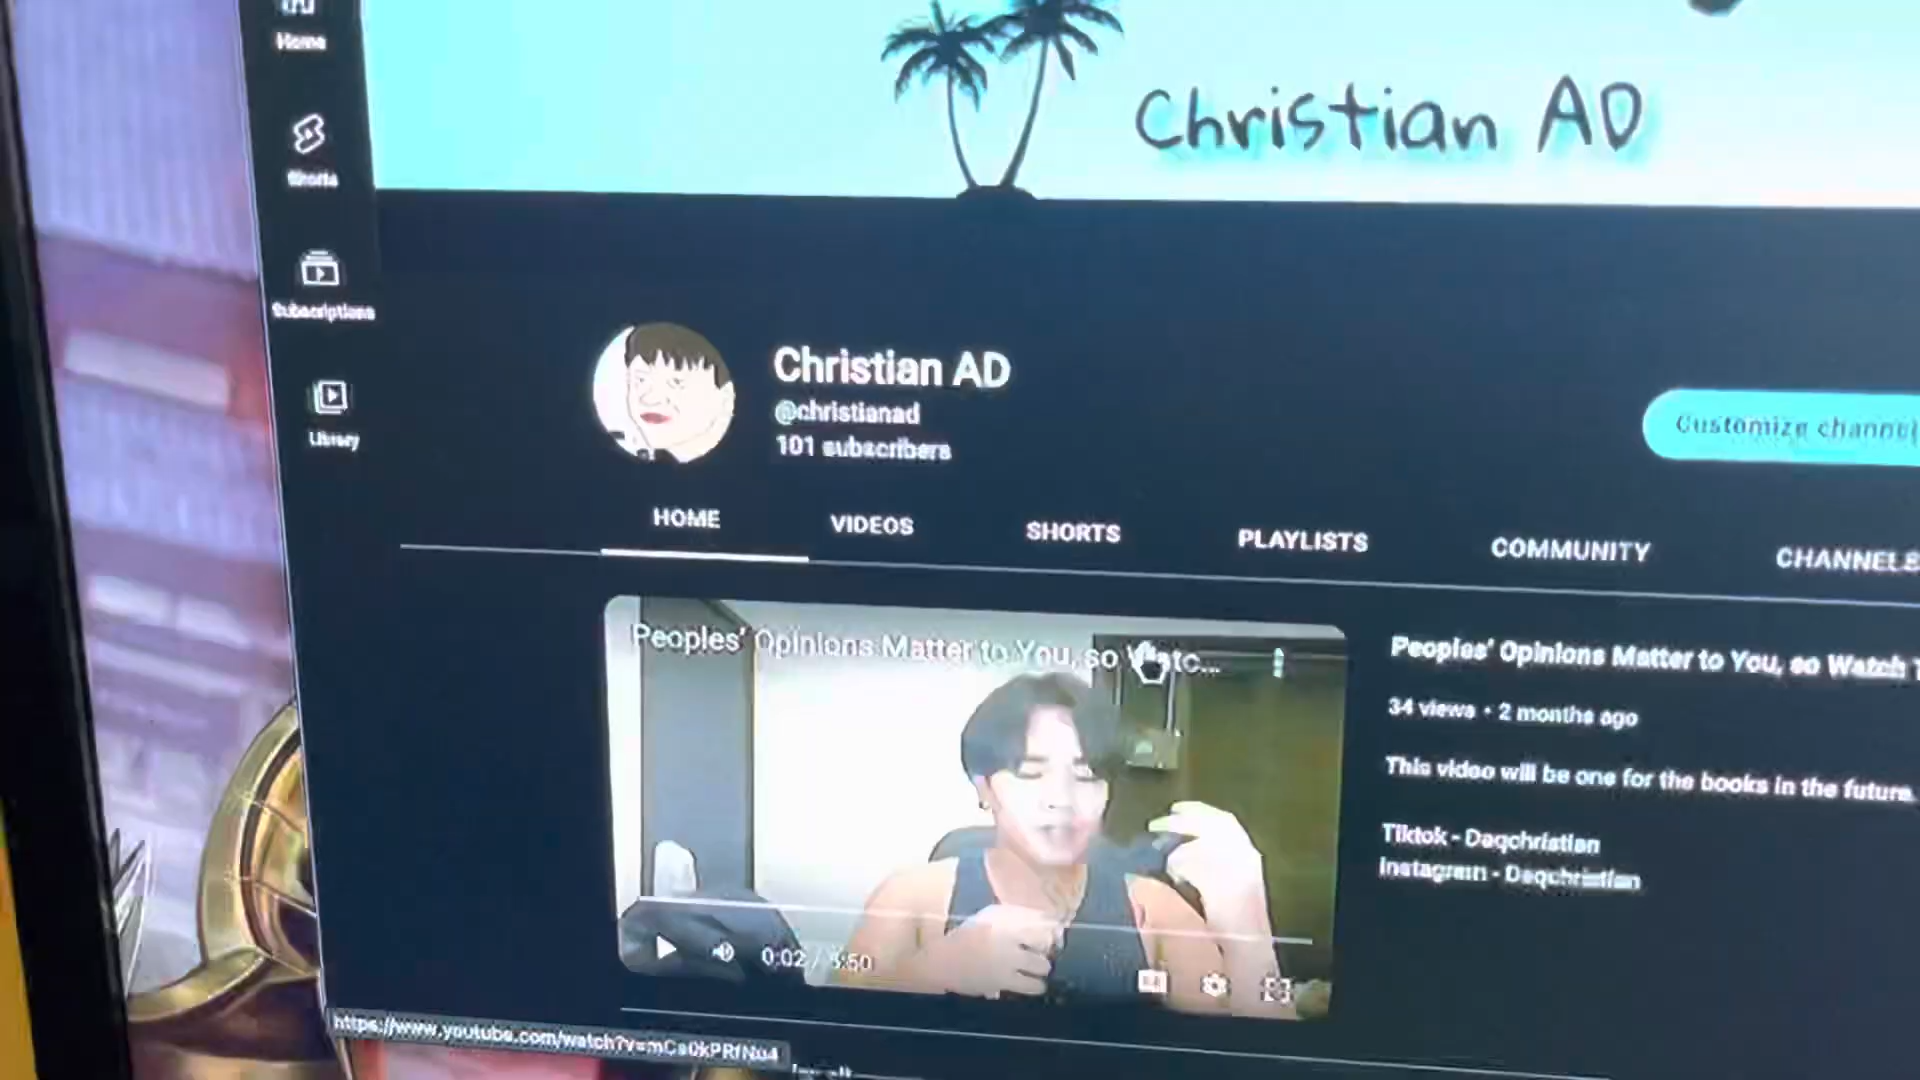 Home
Christian AD
Shorts
Subscriptions
Library
Christian AD
@christianad
101 subscribers
Customize channel
HOME
VIDEOS
SHORTS
PLAYLISTS
COMMUNITY
CHANNELS
Peoples' Opinions Matter to You, so Watc...
Peoples' Opinions Matter to You, so Watch
34 views • 2 months ago
This video will be one for the books in the future.
Tiktok - Daqchristian
Instagram - Daqchristian
0:02 / 5:50